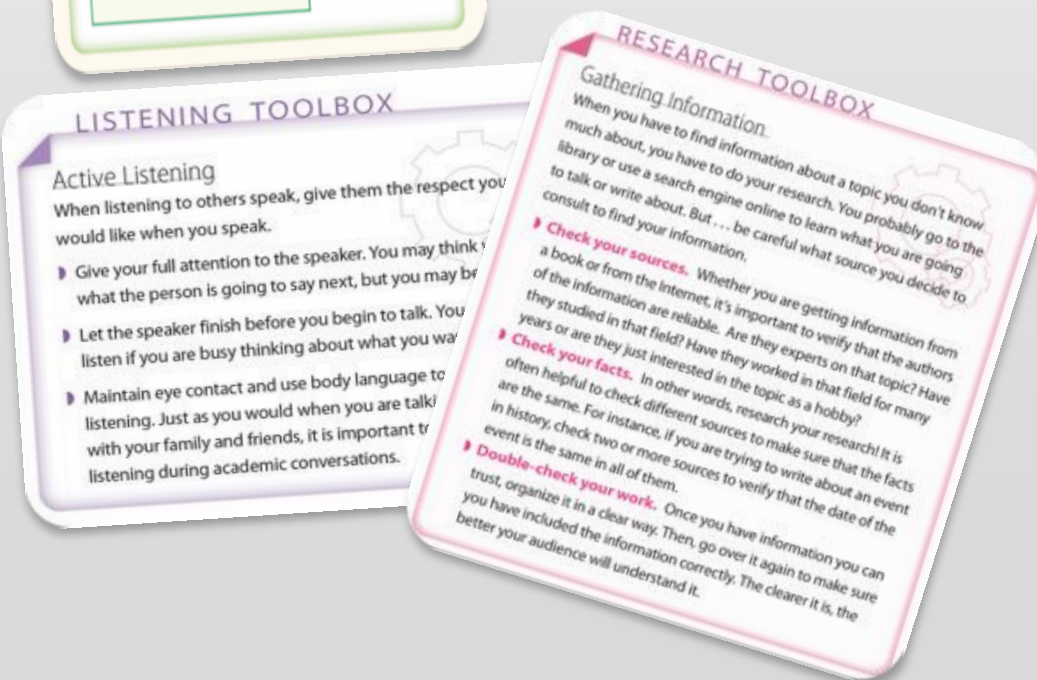 LISTENING TOOLBOX
Active Listening
When listening to others speak, give them the respect you
would like when you speak.
Give your full attention to the speaker. You may think
what the person is going to say next, but you may be
Let the speaker finish before you begin to talk. You
listen if you are busy thinking about what you
Maintain eye contact and use body language to
listening. Just as you would when you are
with your family and friends, it is important
listening during academic conversations.
RESEARCH TOOLBOX
Gathering Information
When you have to find information about a topic you don't know
much about, you have to do your research. You probably go to the
library or use a search engine online to learn what you are going
to talk or write about. But . . . be careful what source you decide to
consult to find your information.
Check your sources. Whether you are getting information from
a book or from the Internet, it's important to verify that the authors
of the information are reliable. Are they experts on that topic? Have
they studied in that field? Have they worked in that field for many
years or are they just interested in the topic as a hobby?
Check your facts. In other words, research your research! It is
often helpful to check different sources to make sure that the facts
are the same. For instance, if you are trying to write about an event
in history, check two or more sources to verify that the date of the
event is the same in all of them.
Double-check your work. Once you have information you can
trust, organize it in a clear way. Then, go over it again to make sure
you have included the information correctly. The clearer it is, the
better your audience will understand it.